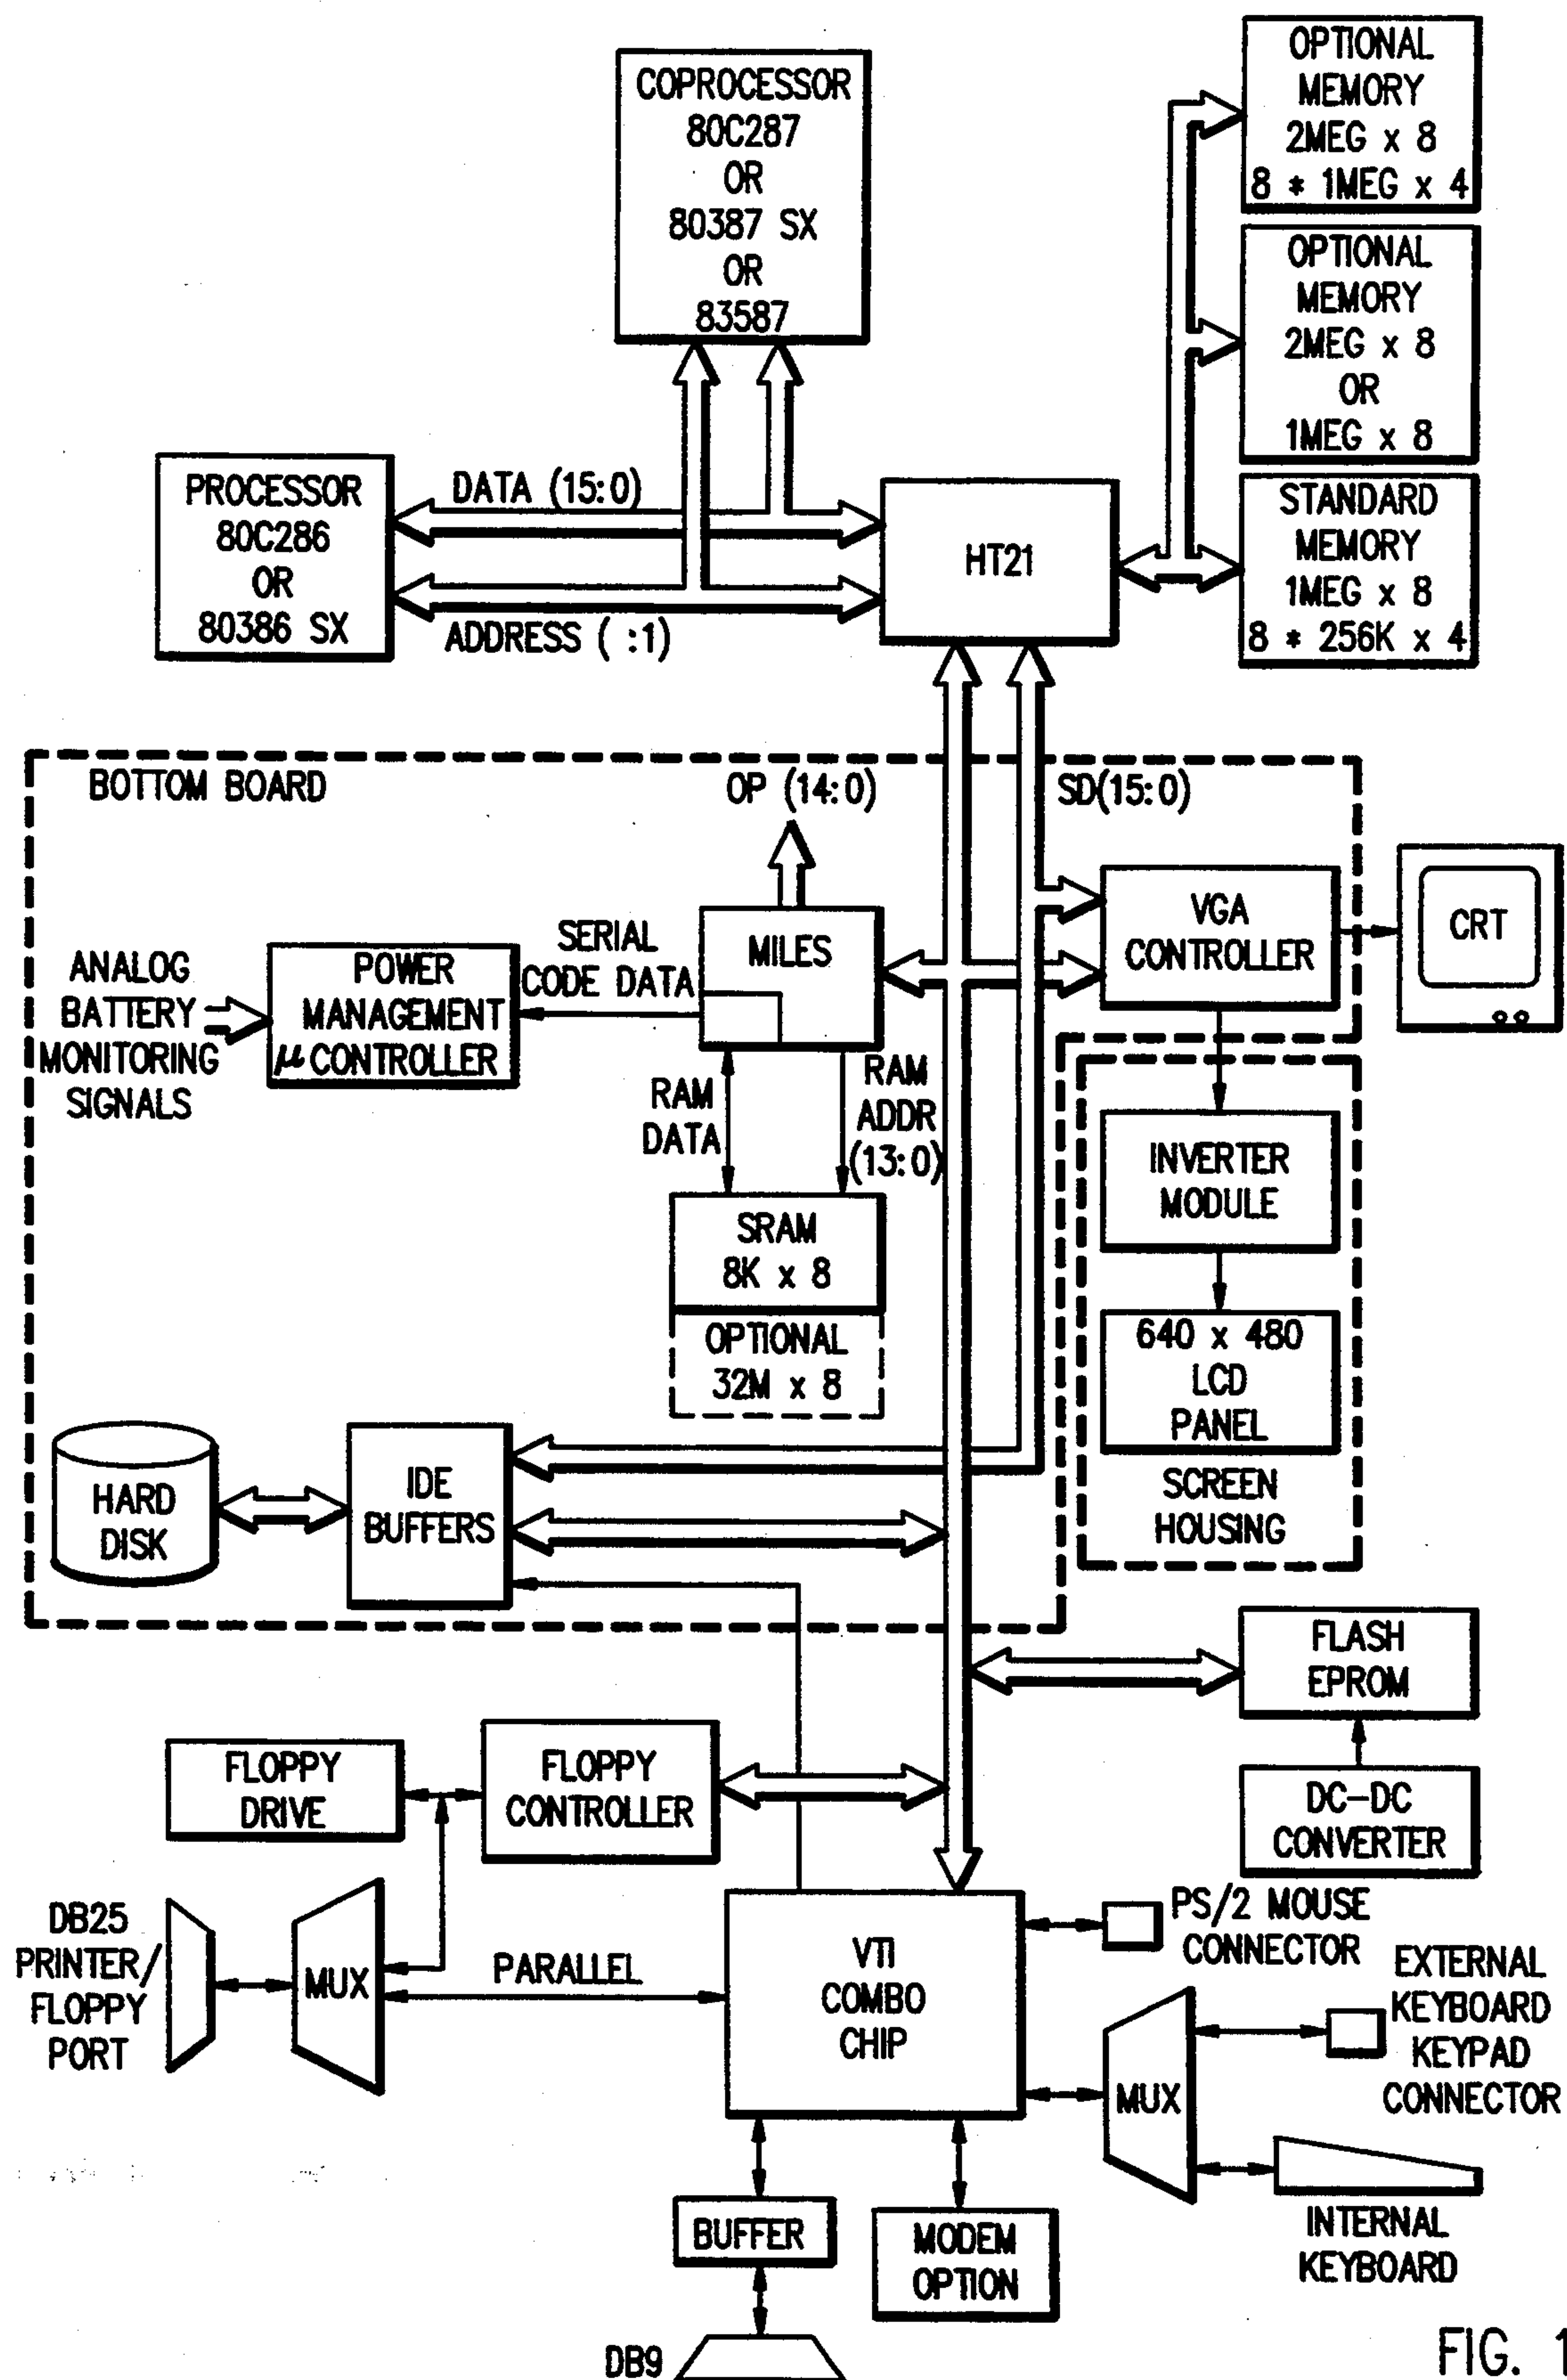 COPROCESSOR
80C287
OR
80387 SX
OR
83587
OPTIONAL
MEMORY
2MEG x 8
8 * 1MEG x 4
OPTIONAL
MEMORY
2MEG x 8
OR
1MEG x 8
PROCESSOR
80C286
OR
80386 SX
DATA (15:0)
ADDRESS ( :1)
HT21
STANDARD
MEMORY
1MEG x 8
8 * 256K x 4
BOTTOM BOARD
OP (14:0)
SD(15:0)
ANALOG
BATTERY
MONITORING
SIGNALS
POWER
MANAGEMENT
μ CONTROLLER
SERIAL
CODE DATA
MILES
VGA
CONTROLLER
CRT
RAM
DATA
RAM
ADDR
(13:0)
INVERTER
MODULE
SRAM
8K x 8
OPTIONAL
32M x 8
640 x 480
LCD
PANEL
SCREEN
HOUSING
HARD
DISK
IDE
BUFFERS
FLASH
EPROM
FLOPPY
DRIVE
FLOPPY
CONTROLLER
DC-DC
CONVERTER
DB25
PRINTER/
FLOPPY
PORT
MUX
PARALLEL
VTI
COMBO
CHIP
PS/2 MOUSE
CONNECTOR
EXTERNAL
KEYBOARD
KEYPAD
CONNECTOR
MUX
INTERNAL
KEYBOARD
BUFFER
MODEM
OPTION
DB9
FIG. 1